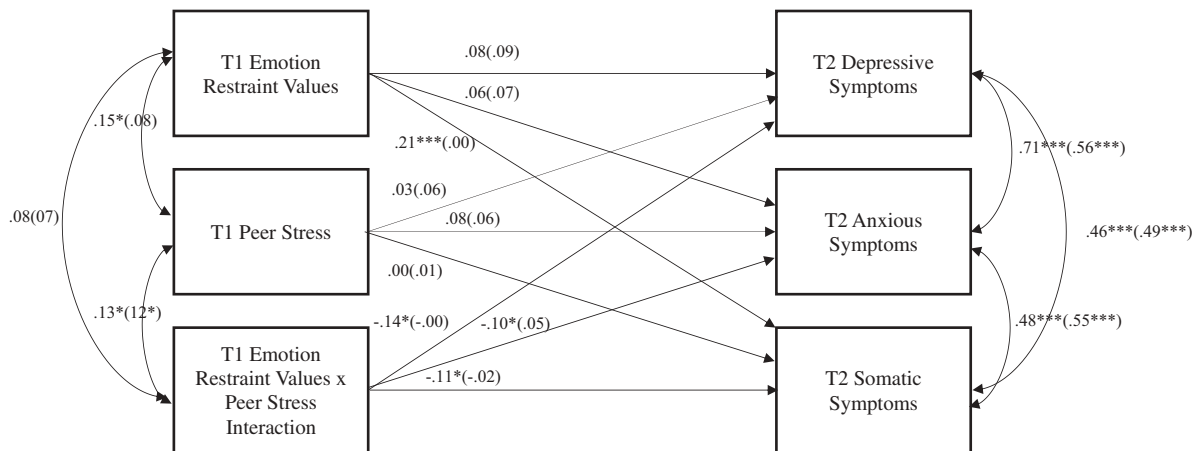 T1 Emotion
Restraint Values
.08(.09)
T2 Depressive
Symptoms
.06(.07)
.15*(.08)
.21***(.00)
.71***(.56***)
.08(07)
T1 Peer Stress
.03(.06)
.08(.06)
T2 Anxious
Symptoms
.46***(.49***)
.00(.01)
.13*(12*)
-.14*(-.00)
-.10*(.05)
.48***(.55***)
T1 Emotion
Restraint Values x
Peer Stress
Interaction
-.11*(-.02)
T2 Somatic
Symptoms